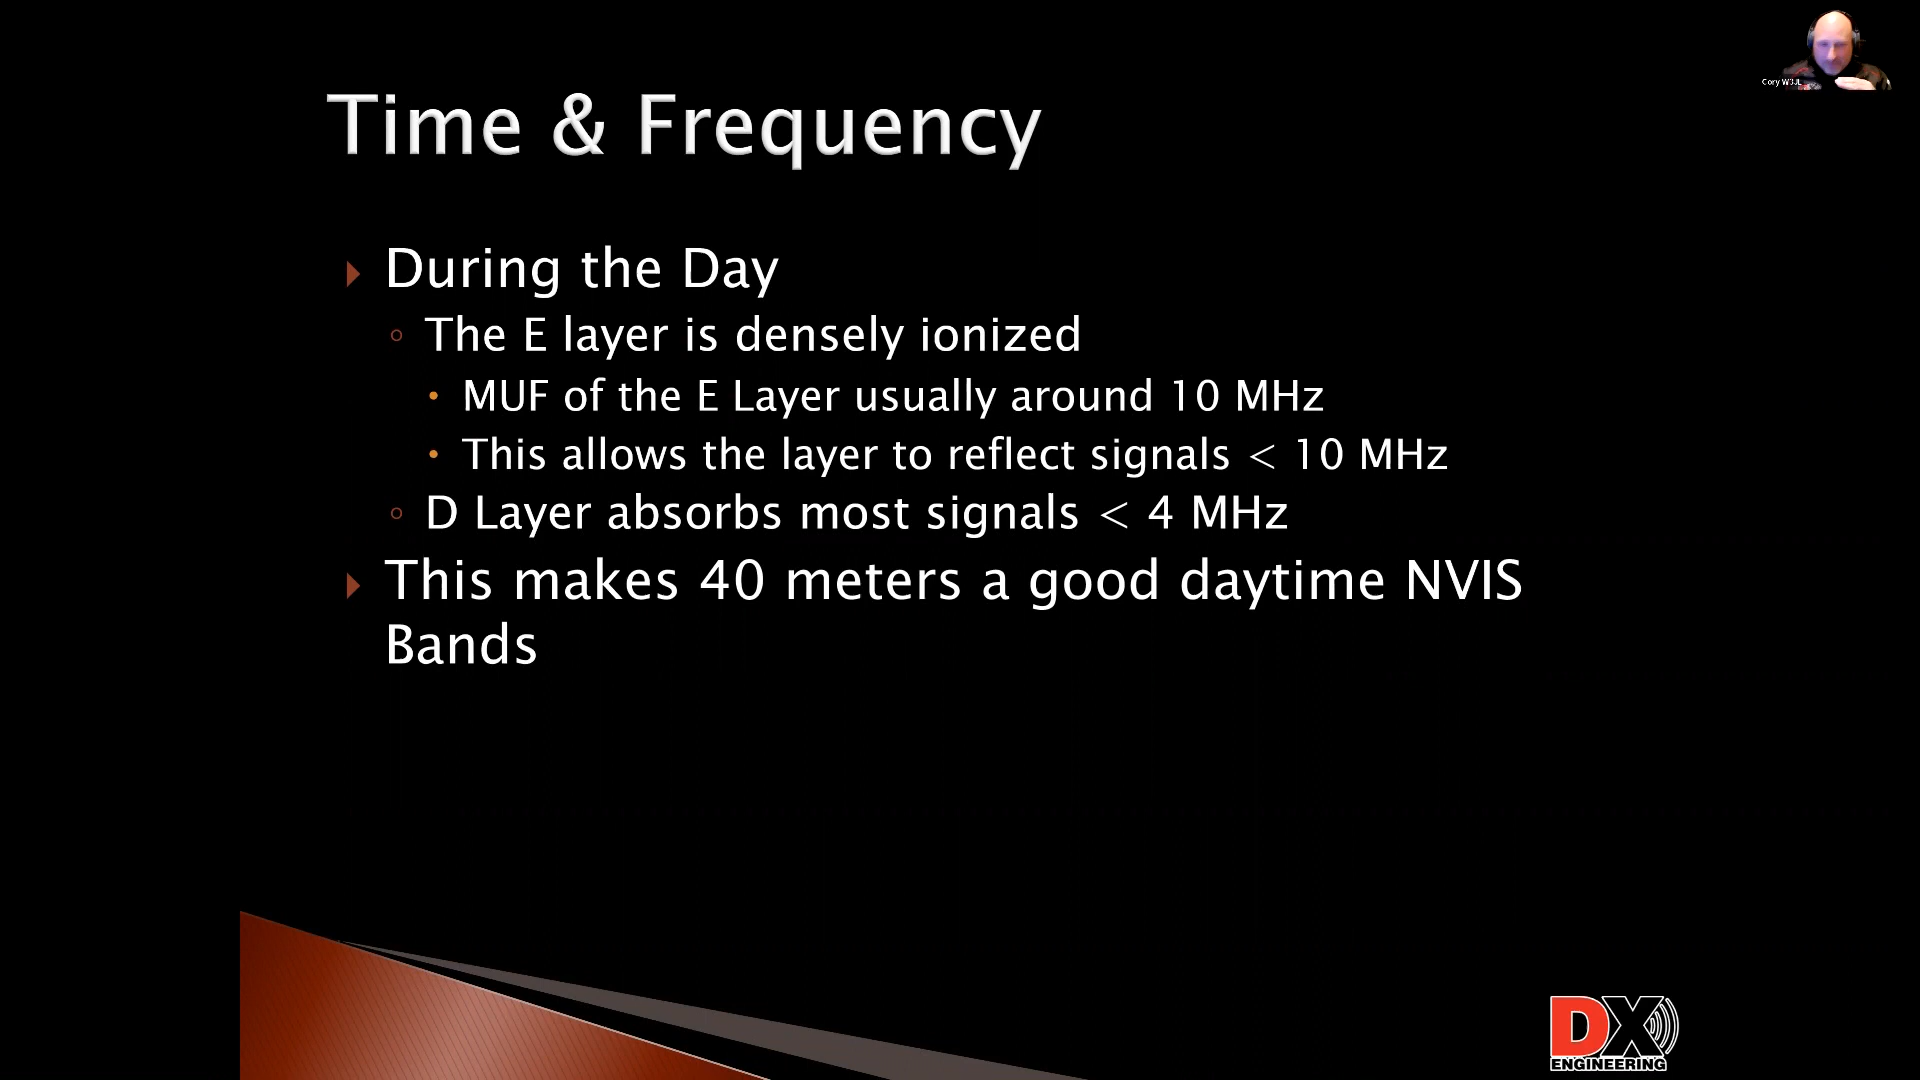 Cory W3JL
Time & Frequency
During the Day
The E layer is densely ionized
MUF of the E Layer usually around 10 MHz
This allows the layer to reflect signals < 10 MHz
D Layer absorbs most signals < 4 MHz
This makes 40 meters a good daytime NVIS
Bands
DX
ENGINEERING